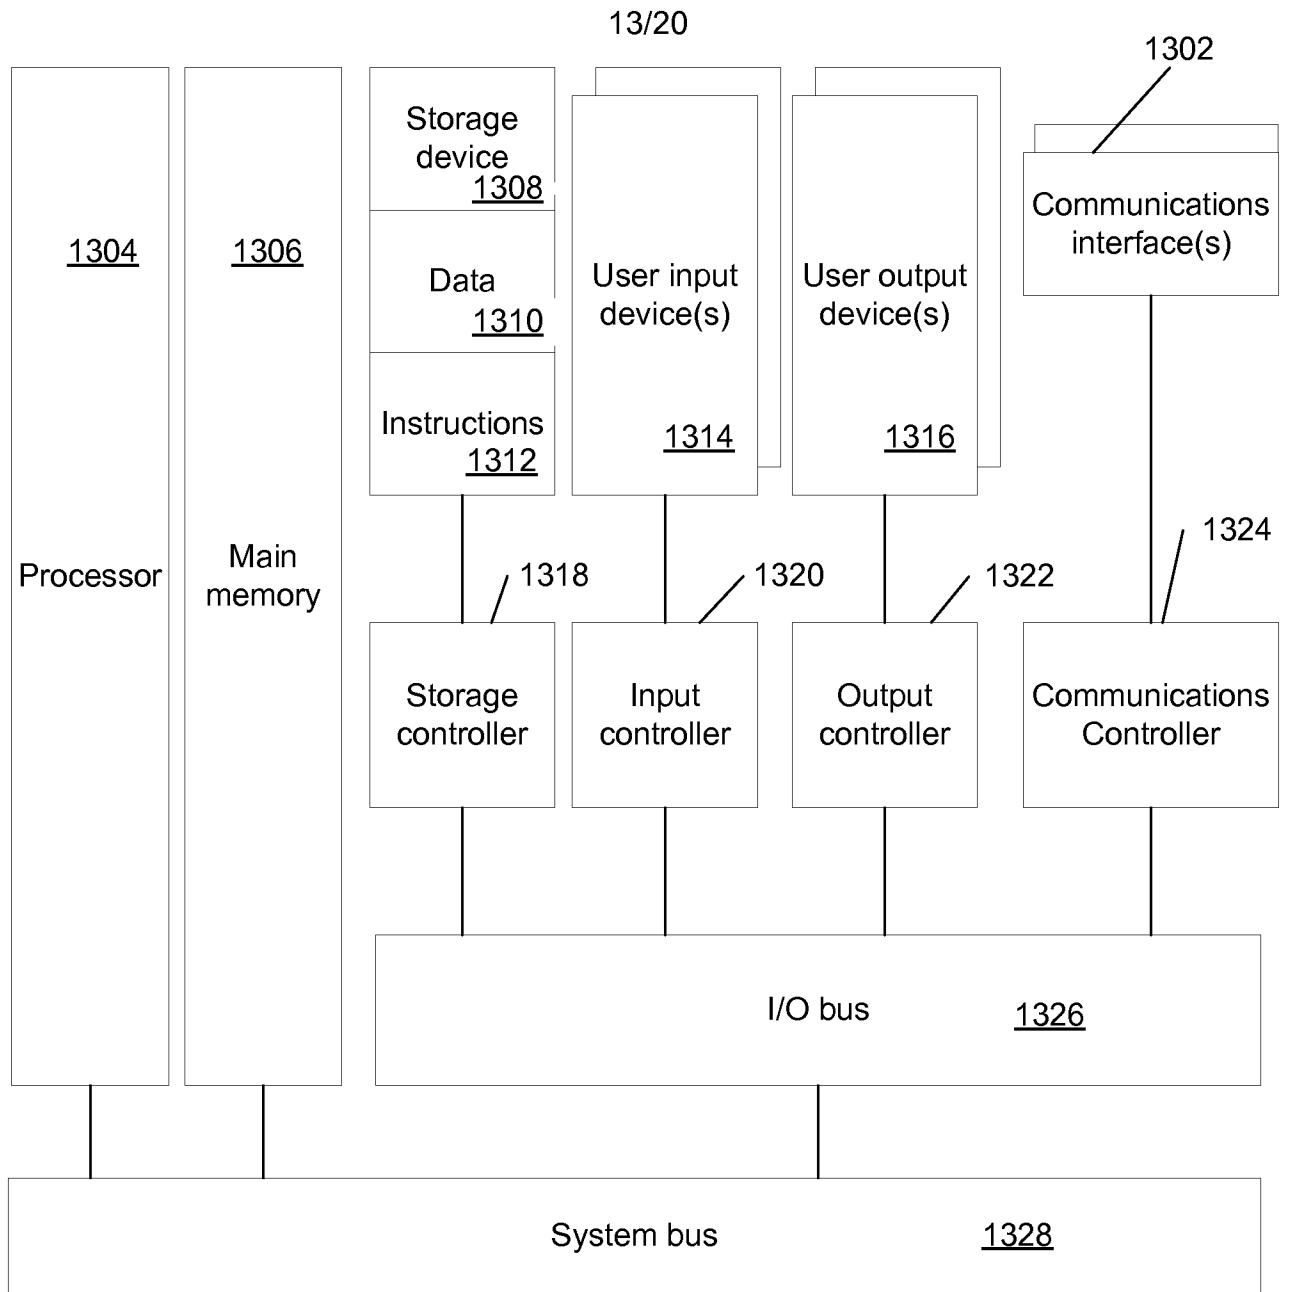 13/20
1302
Storage
device
1308
Communications
interface(s)
1304
1306
User input
device(s)
User output
device(s)
Data
1310
Instructions
1312
1314
1316
1324
Processor
Main
memory
1318
1320
1322
Storage
controller
Input
controller
Output
controller
Communications
Controller
I/O bus
1326
System bus
1328